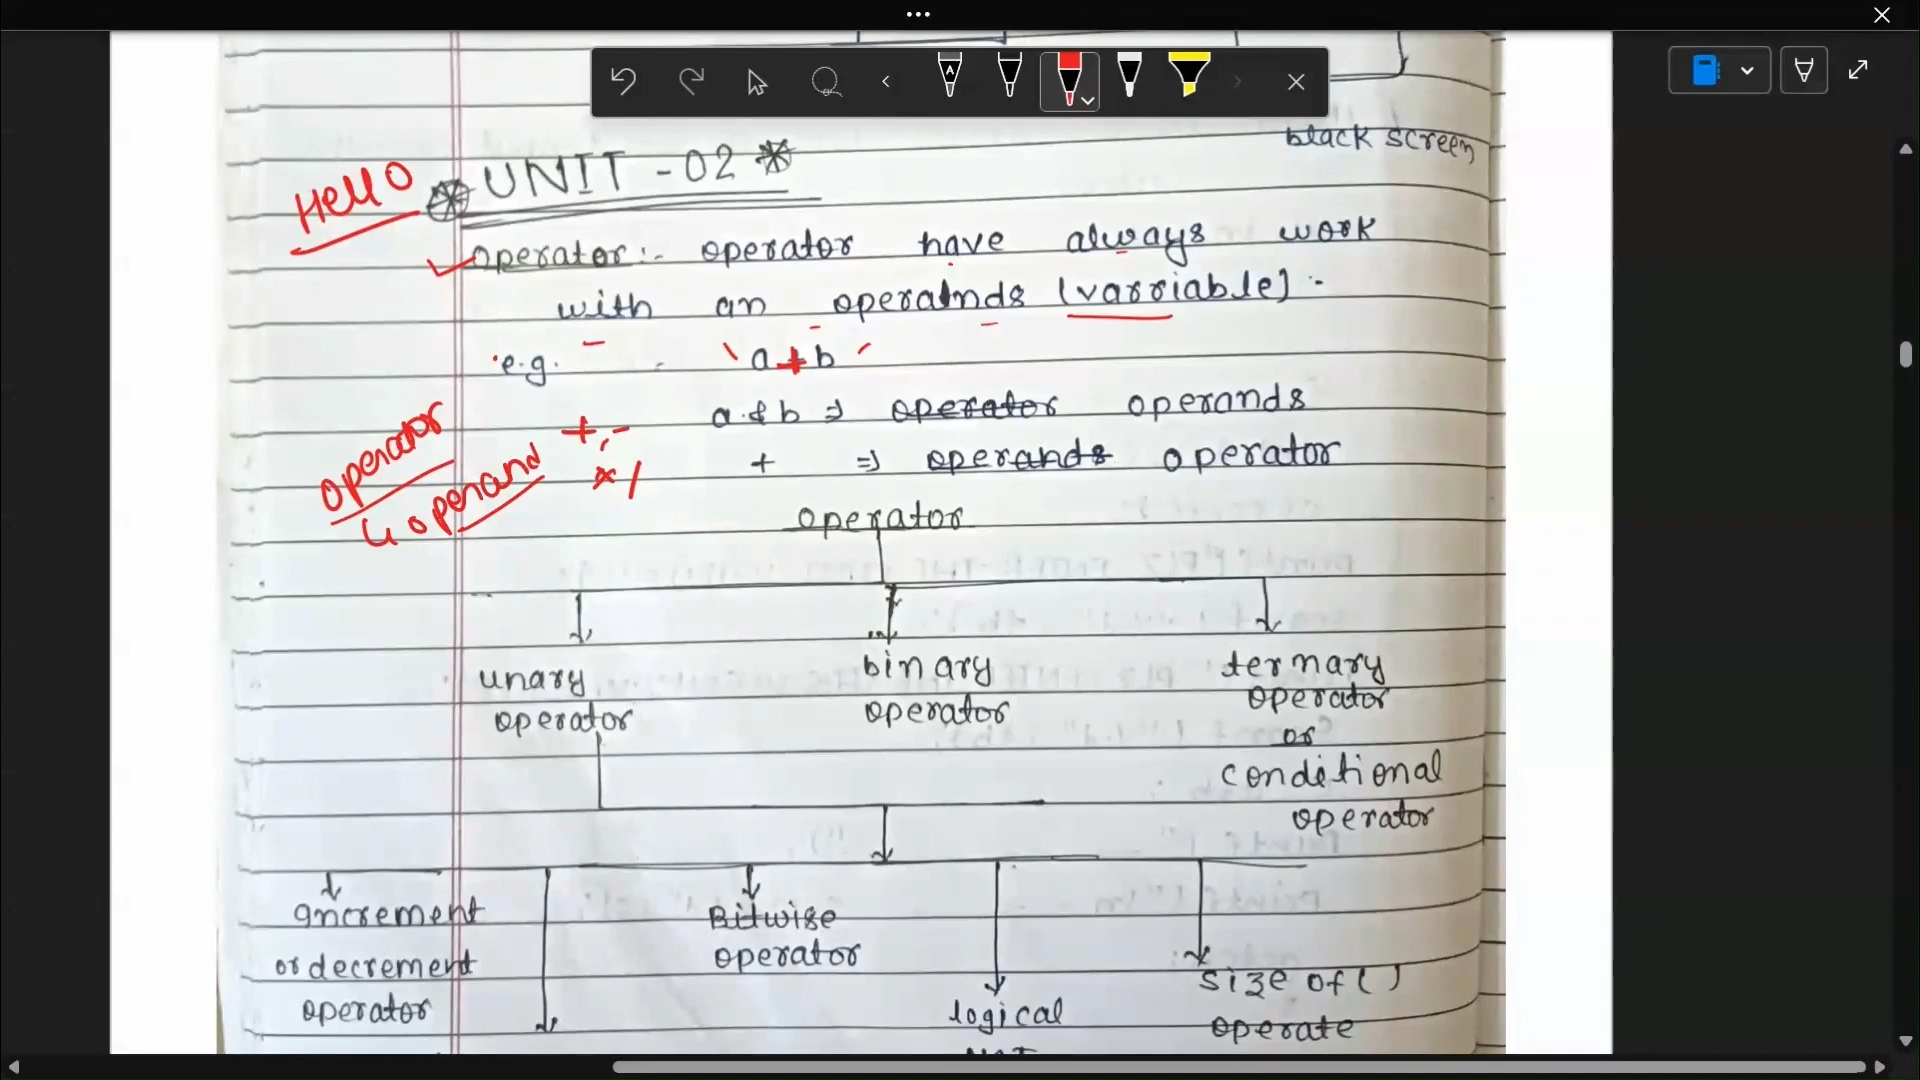 black screen
Hello
UNIT - 02
operator :- operator have always work
with an operatnds (varriable) :-
e.g. a+b
a & b ⇒ operator operands
+ ⇒ operands operator
operator
↳ operand
+, -
* /
operator
unary operator
binary operator
ternary operator
or
conditional operator
increment
or decrement
operator
Bitwise
operator
logical
size of ( )
operate